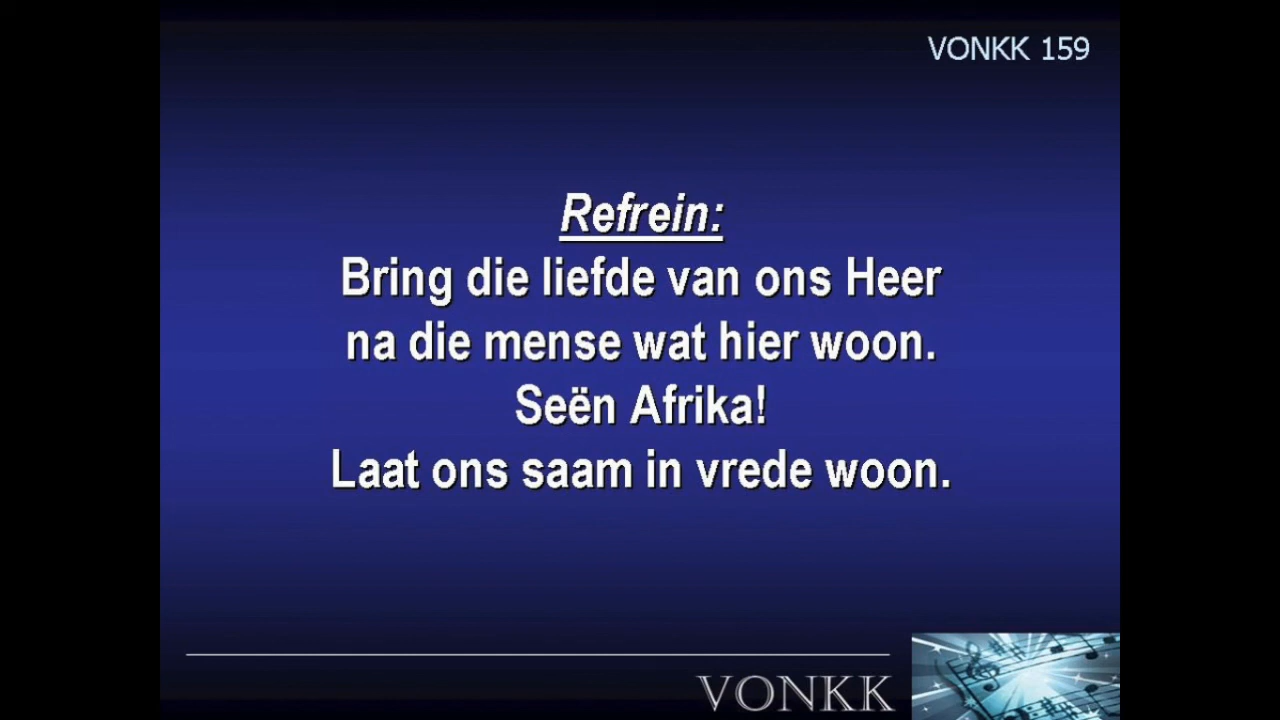 VONKK 159
Refrein:
Bring die liefde van ons Heer
na die mense wat hier woon.
Seën Afrika!
Laat ons saam in vrede woon.
VONKK